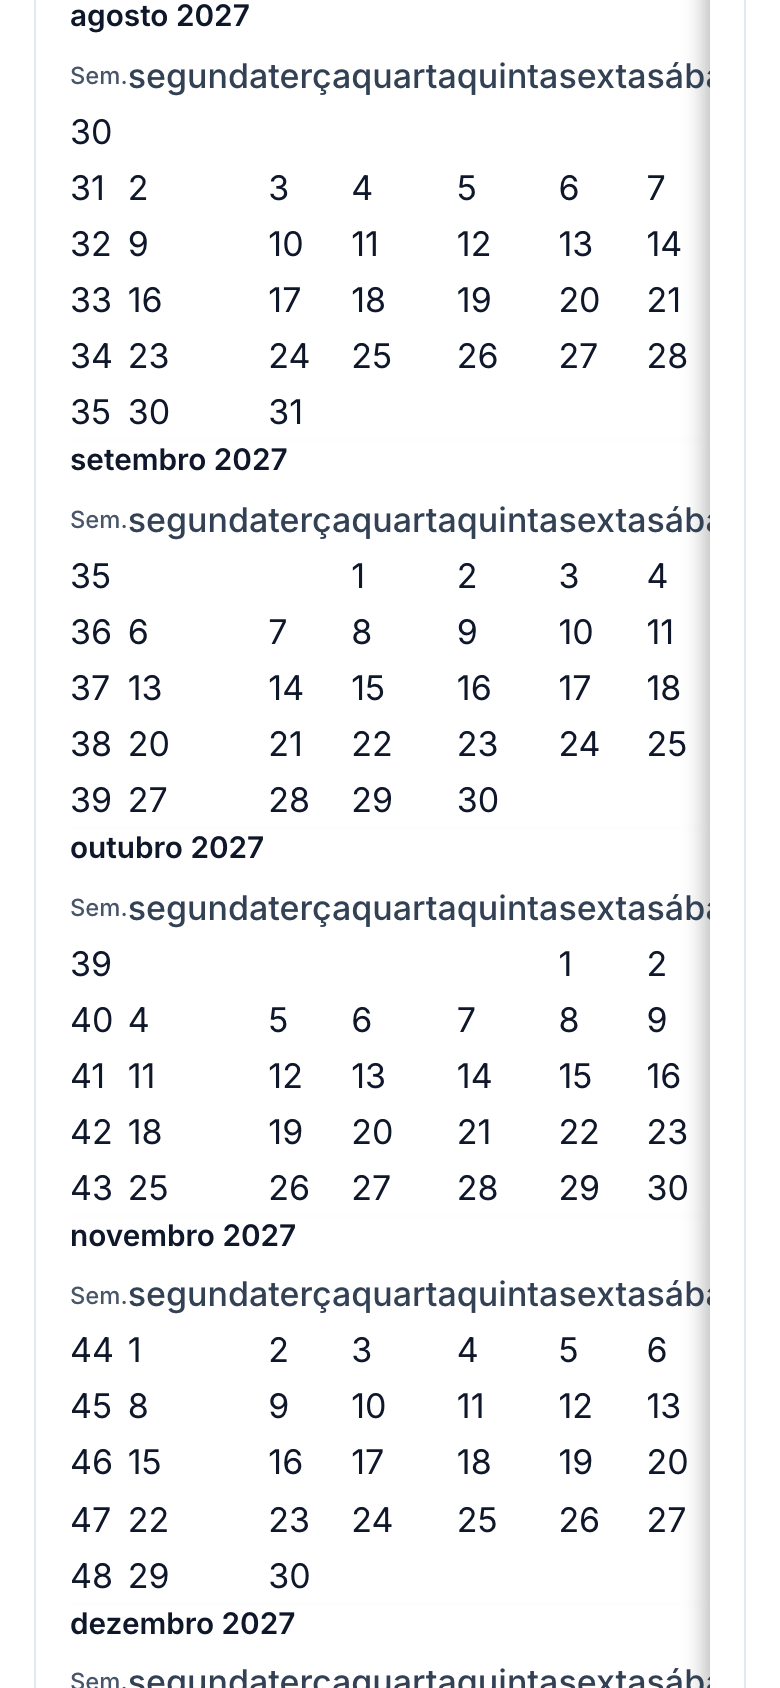 agosto 2027
Sem. segunda terça quarta quinta sexta
30
31 2 3 4 5 6 7
32 9 10 11 12 13 14
33 16 17 18 19 20 21
34 23 24 25 26 27 28
35 30 31
setembro 2027
Sem. segunda terça quarta quinta sexta
35 1 2 3 4
36 6 7 8 9 10 11
37 13 14 15 16 17 18
38 20 21 22 23 24 25
39 27 28 29 30
outubro 2027
Sem. segunda terça quarta quinta sexta
39 1 2
40 4 5 6 7 8 9
41 11 12 13 14 15 16
42 18 19 20 21 22 23
43 25 26 27 28 29 30
novembro 2027
Sem. segunda terça quarta quinta sexta
44 1 2 3 4 5 6
45 8 9 10 11 12 13
46 15 16 17 18 19 20
47 22 23 24 25 26 27
48 29 30
dezembro 2027
Sem. segunda terça quarta quinta sexta